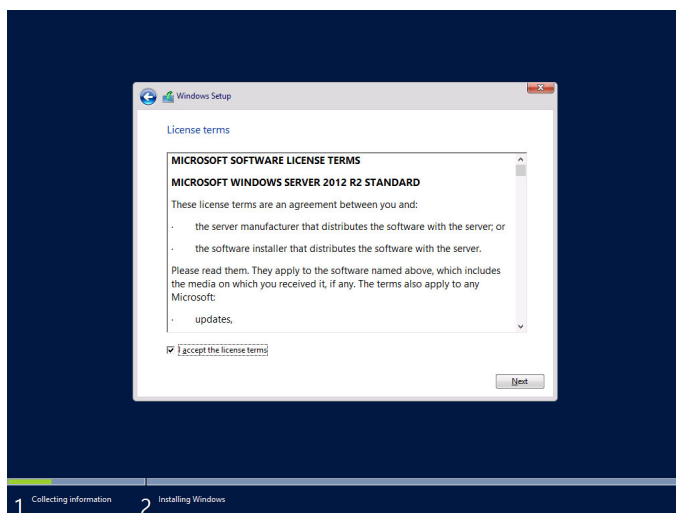 Windows Setup
License terms
MICROSOFT SOFTWARE LICENSE TERMS
MICROSOFT WINDOWS SERVER 2012 R2 STANDARD
These license terms are an agreement between you and:
· the server manufacturer that distributes the software with the server; or
· the software installer that distributes the software with the server.
Please read them. They apply to the software named above, which includes
the media on which you received it, if any. The terms also apply to any
Microsoft:
· updates,
I accept the license terms
Next
1 Collecting information
2 Installing Windows